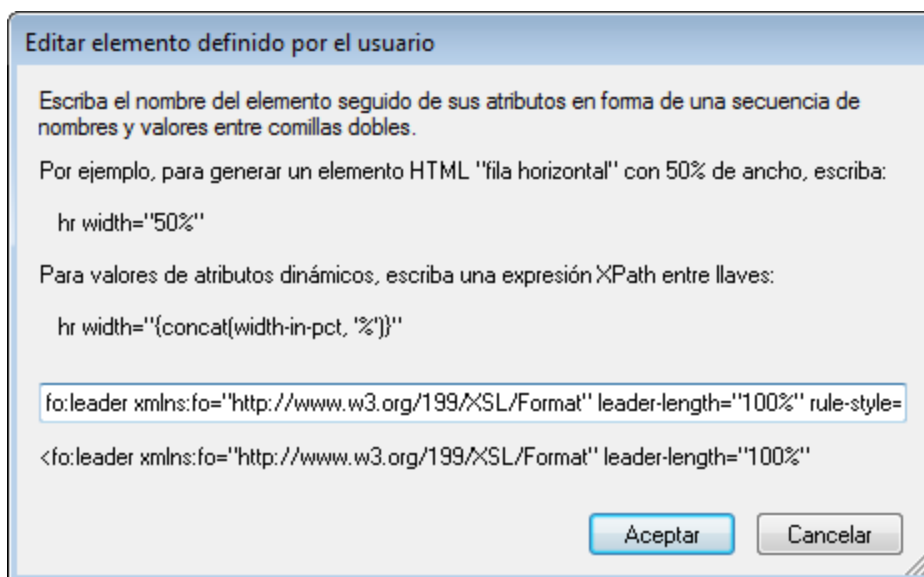 Editar elemento definido por el usuario
Escriba el nombre del elemento seguido de sus atributos en forma de una secuencia de
nombres y valores entre comillas dobles.
Por ejemplo, para generar un elemento HTML "fila horizontal" con 50% de ancho, escriba:
hr width="50%"
Para valores de atributos dinámicos, escriba una expresión XPath entre llaves:
hr width="{concat(width-in-pct, '%')}"
fo:leader xmlns:fo="http://www.w3.org/199/XSL/Format" leader-length="100%" rule-style=
<fo:leader xmlns:fo="http://www.w3.org/199/XSL/Format" leader-length="100%"
Aceptar
Cancelar